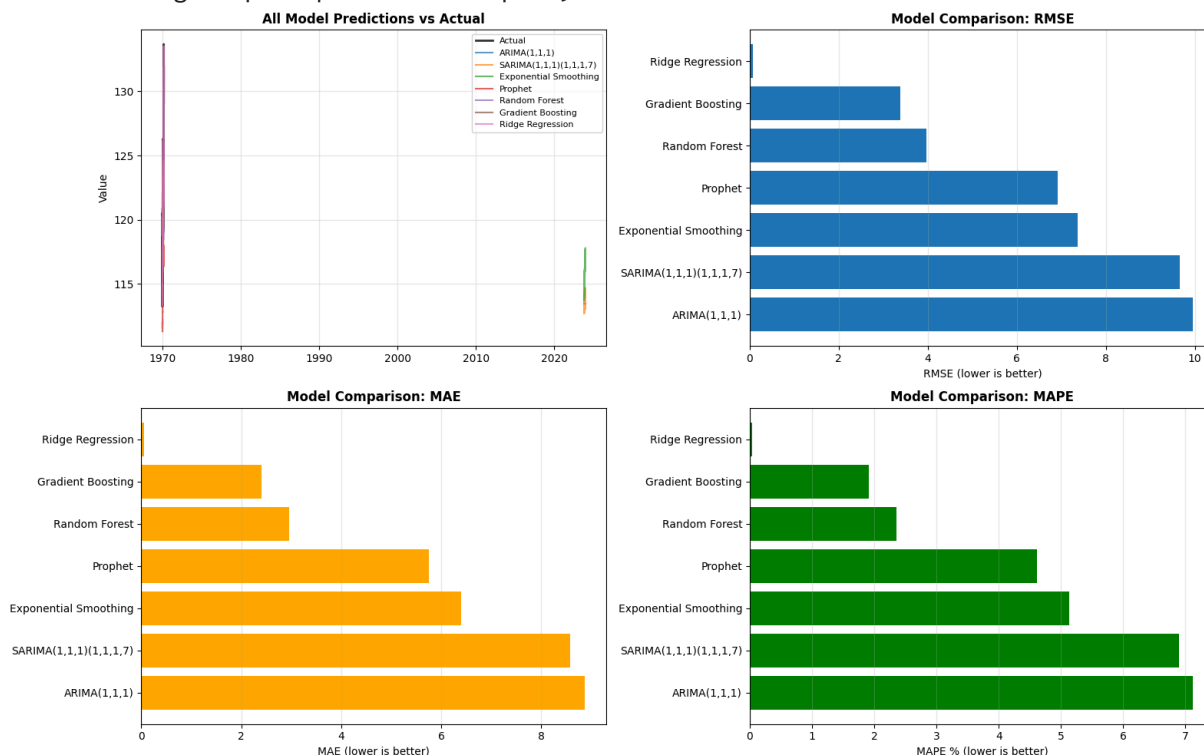 All Model Predictions vs Actual
Actual
ARIMA(1,1,1)
SARIMA(1,1,1)(1,1,1,7)
Exponential Smoothing
Prophet
Random Forest
Gradient Boosting
Ridge Regression
Value
130
125
120
115
1970
1980
1990
2000
2010
2020
Model Comparison: RMSE
Ridge Regression
Gradient Boosting
Random Forest
Prophet
Exponential Smoothing
SARIMA(1,1,1)(1,1,1,7)
ARIMA(1,1,1)
0
2
4
6
8
10
RMSE (lower is better)
Model Comparison: MAE
Ridge Regression
Gradient Boosting
Random Forest
Prophet
Exponential Smoothing
SARIMA(1,1,1)(1,1,1,7)
ARIMA(1,1,1)
0
2
4
6
8
MAE (lower is better)
Model Comparison: MAPE
Ridge Regression
Gradient Boosting
Random Forest
Prophet
Exponential Smoothing
SARIMA(1,1,1)(1,1,1,7)
ARIMA(1,1,1)
0
1
2
3
4
5
6
7
MAPE % (lower is better)